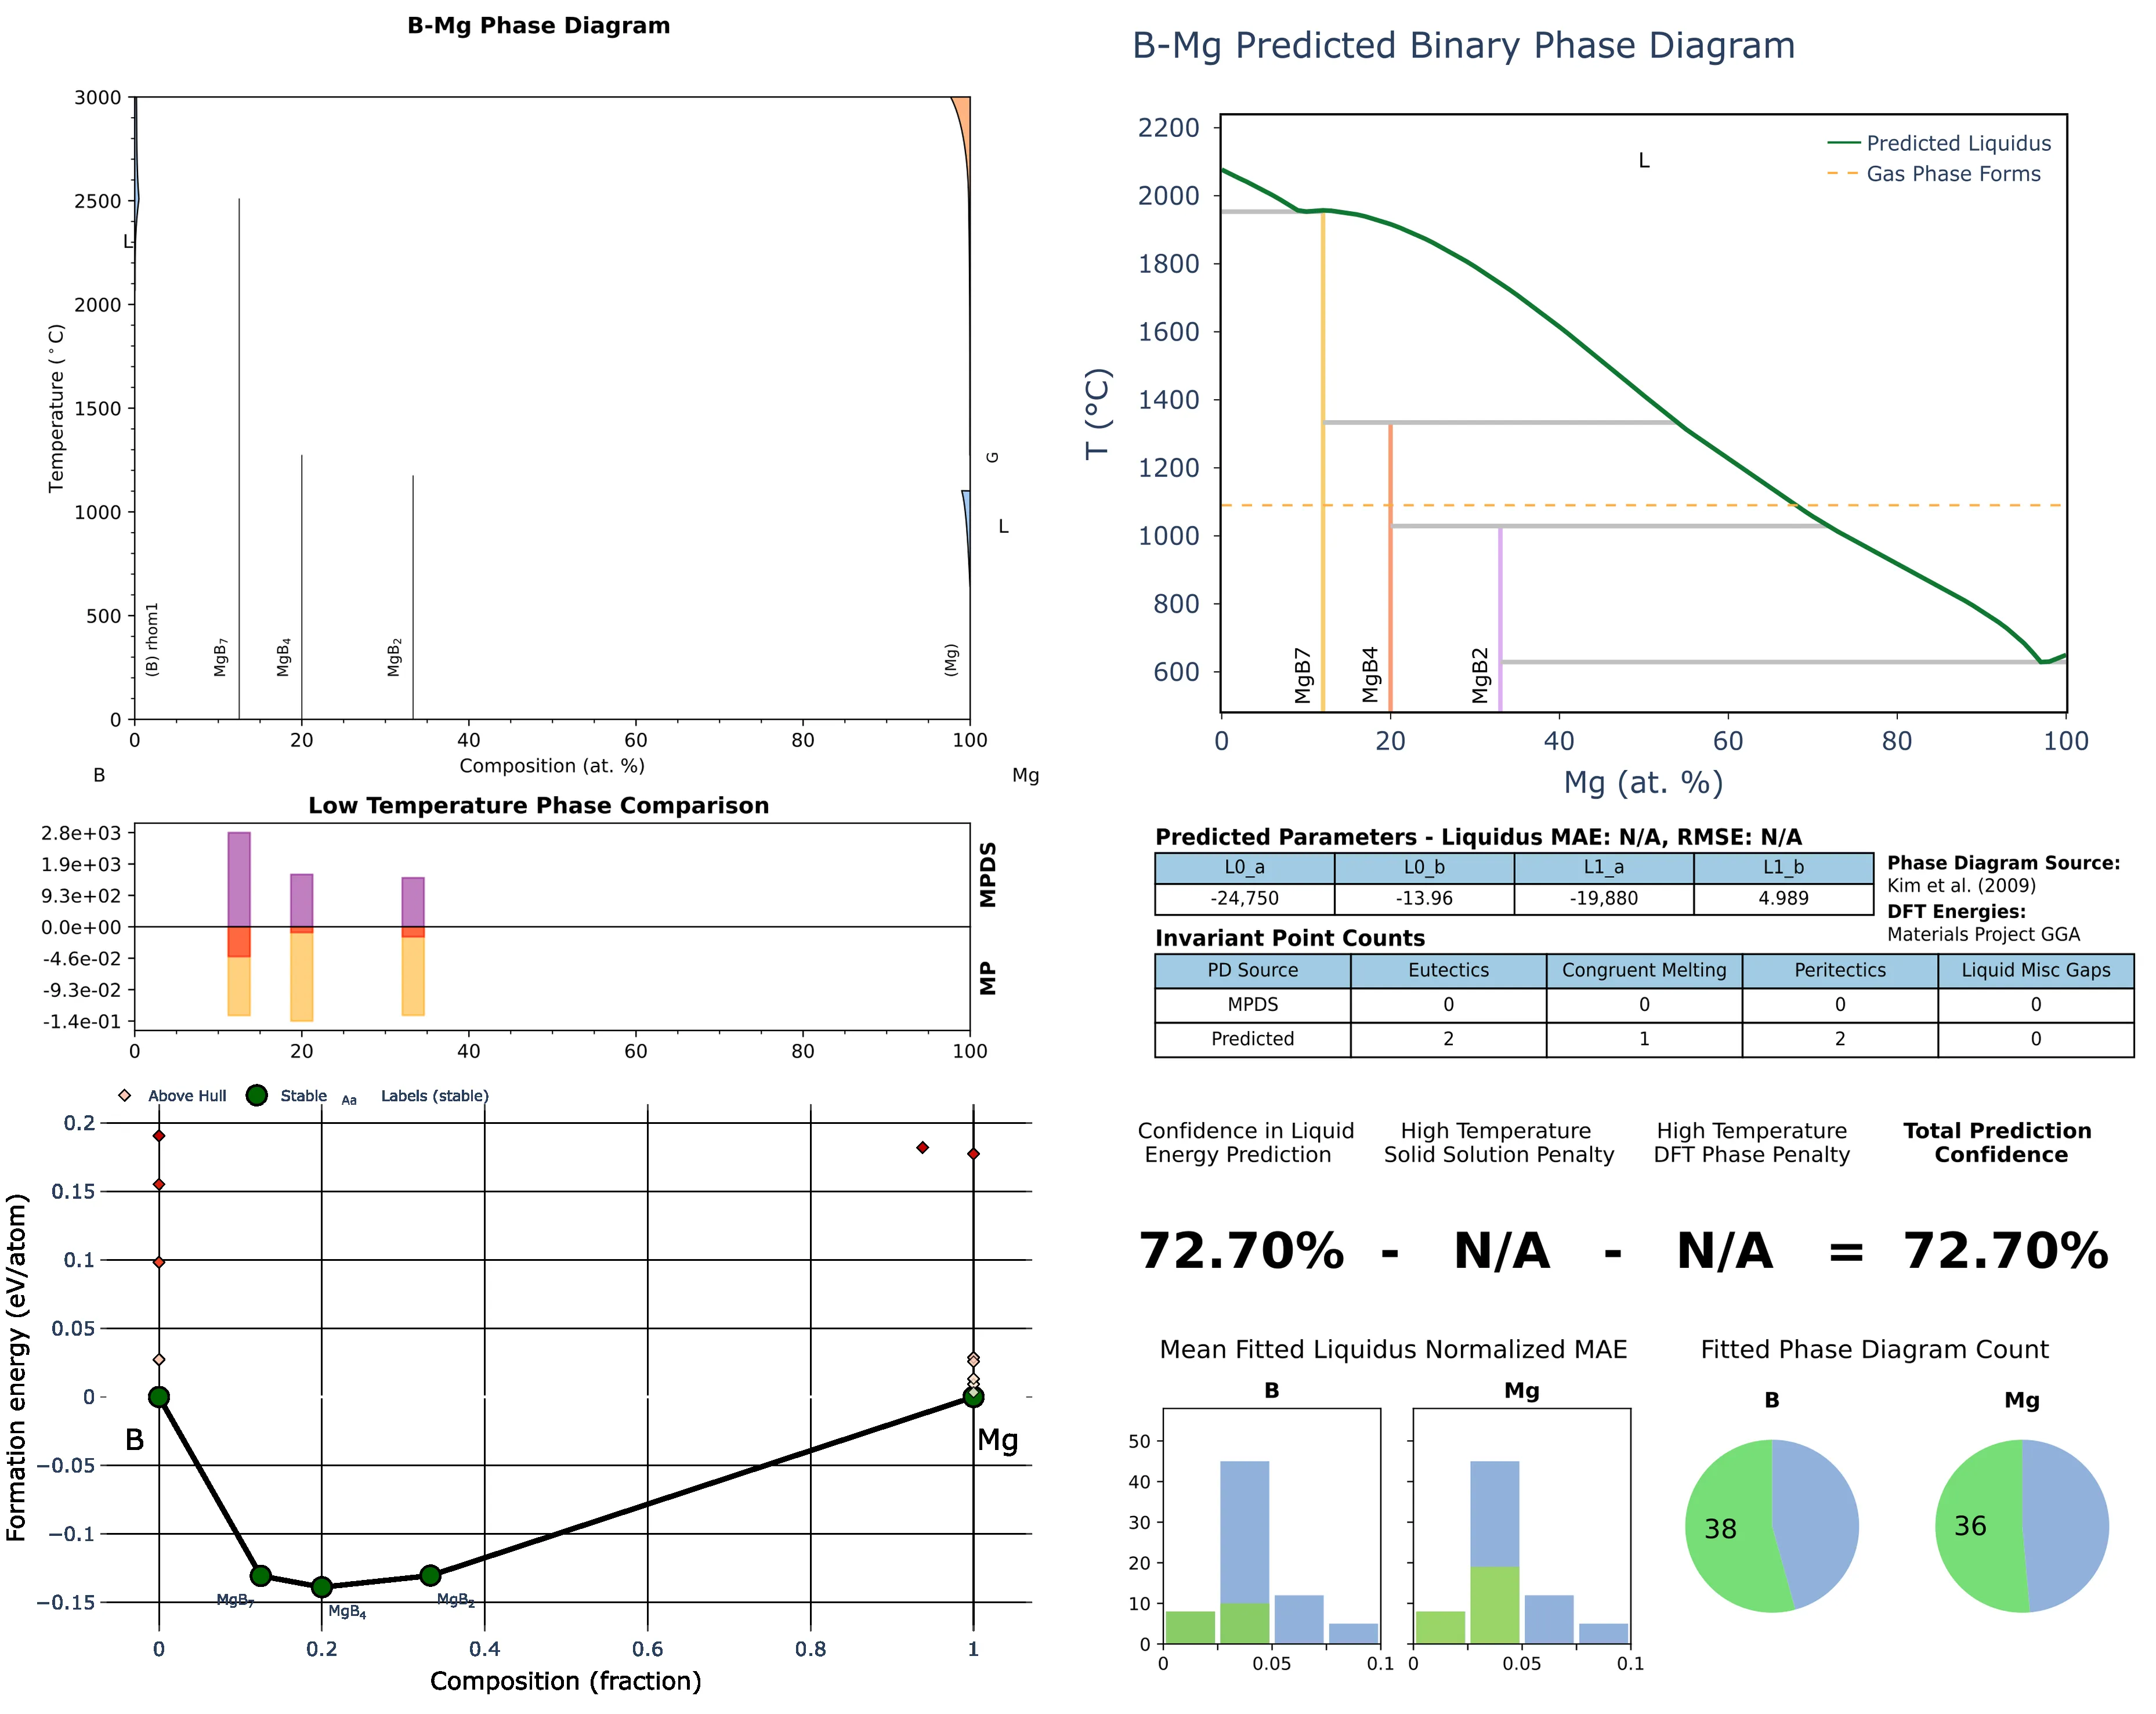 B-Mg Phase Diagram
3000
2500
2000
1500
1000
500
0
Temperature (°C)
L
G
L
(B) rhom1
MgB₇
MgB₄
MgB₂
(Mg)
0 20 40 60 80 100
Composition (at. %)
B Mg
Low Temperature Phase Comparison
2.8e+03
1.9e+03
9.3e+02
0.0e+00
-4.6e-02
-9.3e-02
-1.4e-01
MPDS
MP
0 20 40 60 80 100
Above Hull Stable Aa Labels (stable)
0.2
0.15
0.1
0.05
0
−0.05
−0.1
−0.15
Formation energy (eV/atom)
B
Mg
MgB₇
MgB₄
MgB₂
0 0.2 0.4 0.6 0.8 1
Composition (fraction)
B-Mg Predicted Binary Phase Diagram
2200
2000
1800
1600
1400
1200
1000
800
600
T (°C)
L
Predicted Liquidus
Gas Phase Forms
MgB7
MgB4
MgB2
0 20 40 60 80 100
Mg (at. %)
Predicted Parameters - Liquidus MAE: N/A, RMSE: N/A
L0_a L0_b L1_a L1_b
-24,750 -13.96 -19,880 4.989
Phase Diagram Source:
Kim et al. (2009)
DFT Energies:
Materials Project GGA
Invariant Point Counts
PD Source Eutectics Congruent Melting Peritectics Liquid Misc Gaps
MPDS 0 0 0 0
Predicted 2 1 2 0
Confidence in Liquid
Energy Prediction
High Temperature
Solid Solution Penalty
High Temperature
DFT Phase Penalty
Total Prediction
Confidence
72.70% - N/A - N/A = 72.70%
Mean Fitted Liquidus Normalized MAE
B Mg
50
40
30
20
10
0
0 0.05 0.1 0 0.05 0.1
Fitted Phase Diagram Count
B Mg
38 36